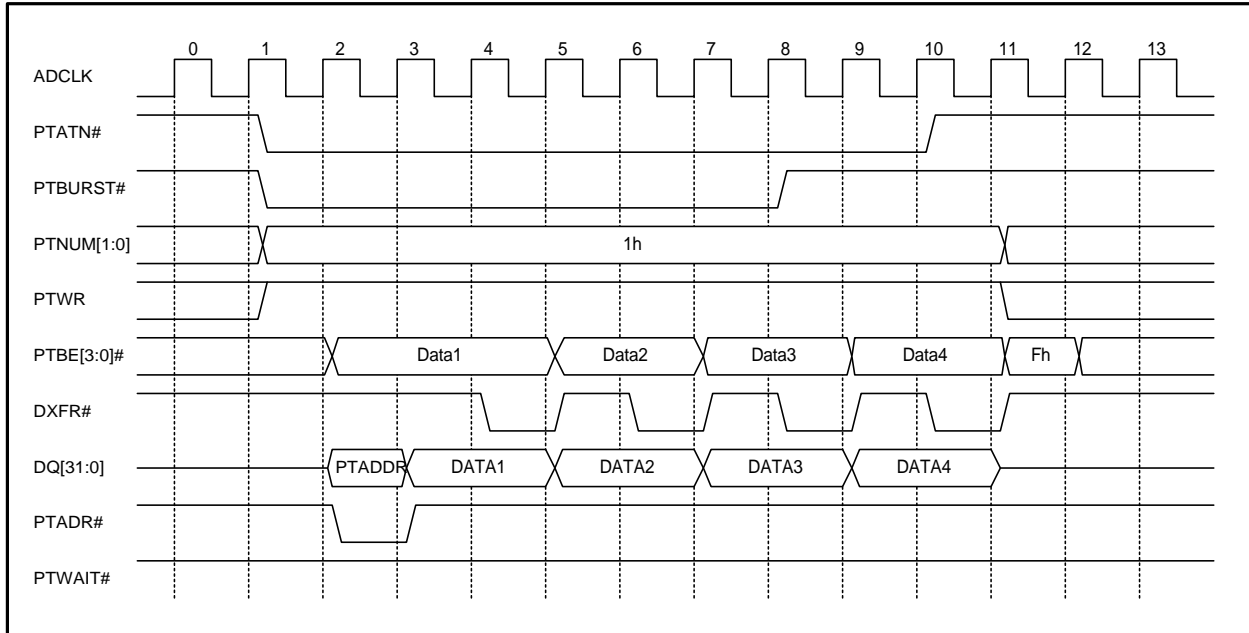 0 1 2 3 4 5 6 7 8 9 10 11 12 13
ADCLK
PTATN#
PTBURST#
PTNUM[1:0] 1h
PTWR
PTBE[3:0]# Data1 Data2 Data3 Data4 Fh
DXFR#
DQ[31:0] PTADDR DATA1 DATA2 DATA3 DATA4
PTADR#
PTWAIT#